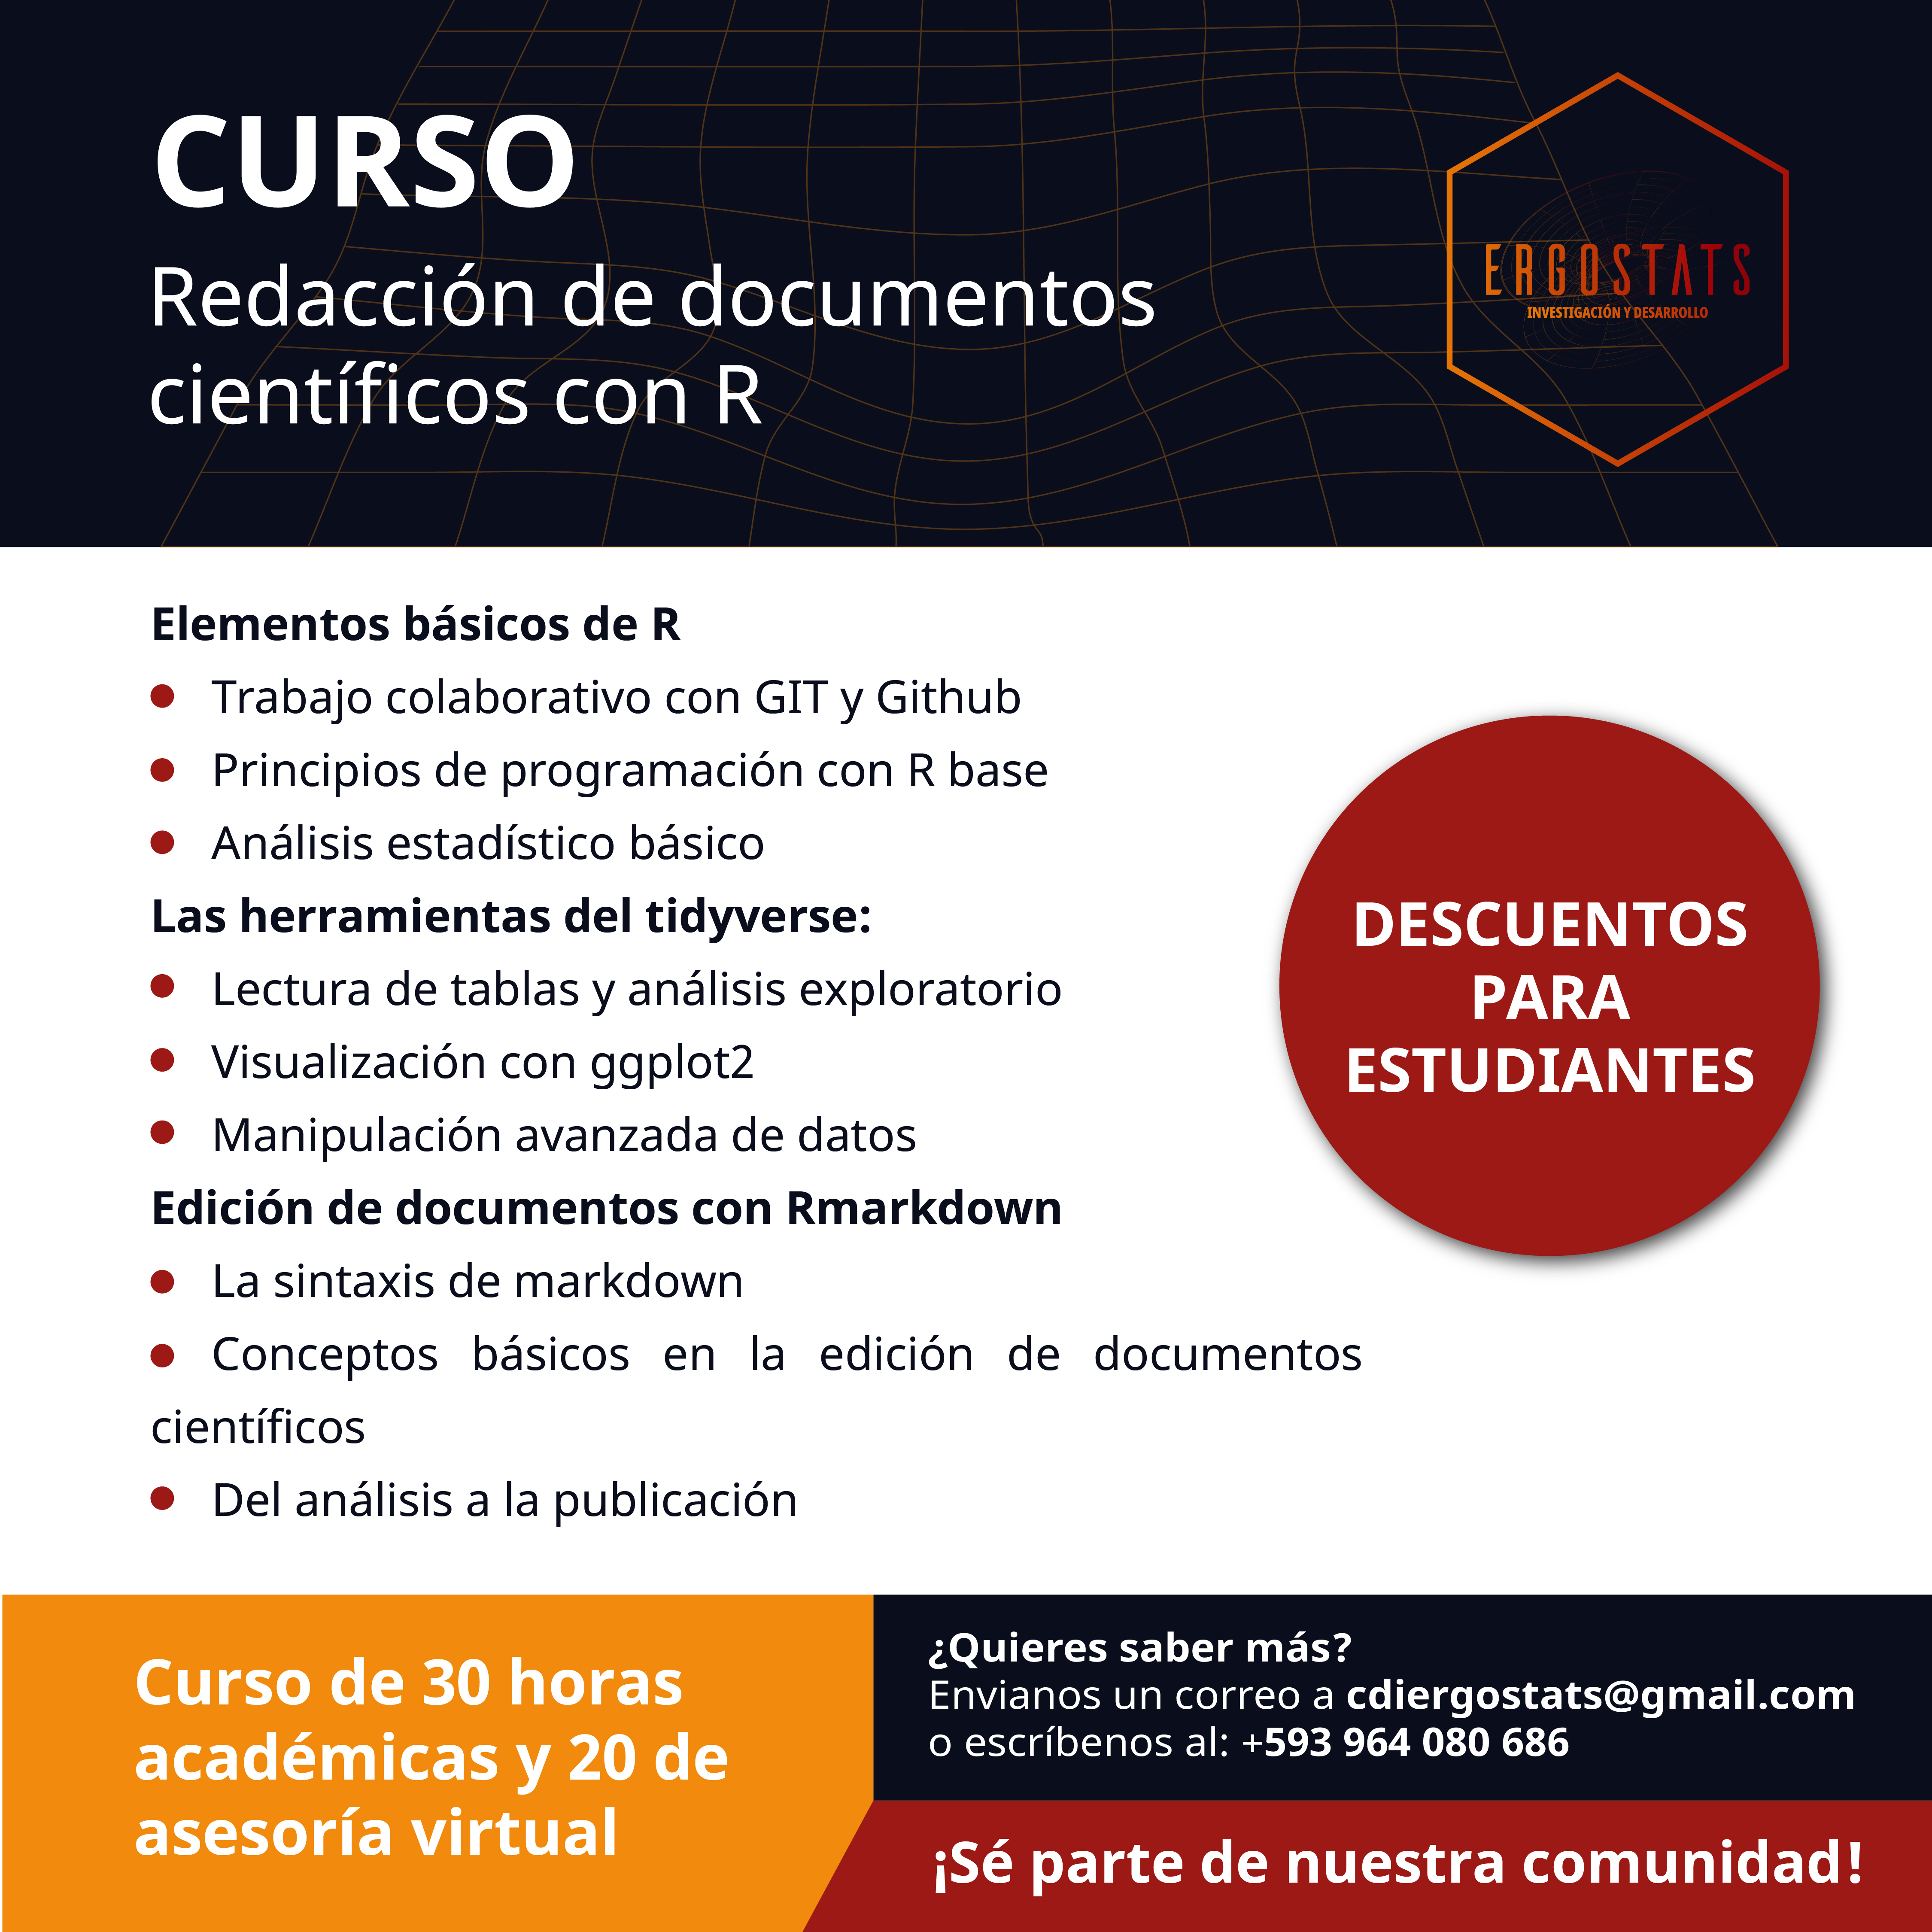 CURSO
Redacción de documentos
científicos con R
ERGOSTATS
INVESTIGACIÓN Y DESARROLLO
Elementos básicos de R
● Trabajo colaborativo con GIT y Github
● Principios de programación con R base
● Análisis estadístico básico
Las herramientas del tidyverse:
● Lectura de tablas y análisis exploratorio
● Visualización con ggplot2
● Manipulación avanzada de datos
Edición de documentos con Rmarkdown
● La sintaxis de markdown
● Conceptos básicos en la edición de documentos
científicos
● Del análisis a la publicación
DESCUENTOS
PARA
ESTUDIANTES
Curso de 30 horas
académicas y 20 de
asesoría virtual
¿Quieres saber más?
Envianos un correo a cdiergostats@gmail.com
o escríbenos al: +593 964 080 686
¡Sé parte de nuestra comunidad!